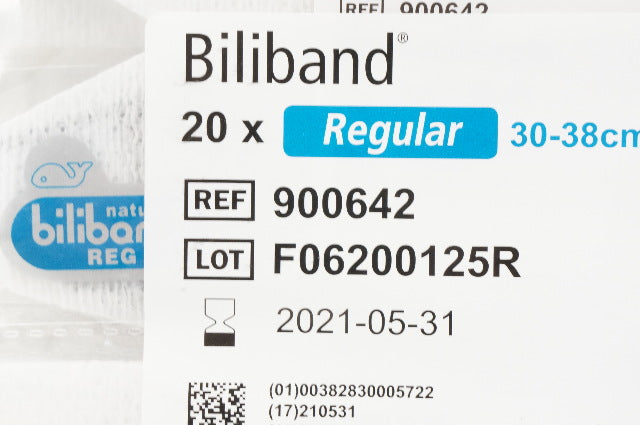 REF 900642
Biliband®
20 x Regular 30-38cm
REF 900642
LOT F06200125R
2021-05-31
(01)00382830005722
(17)210531
natu
biliban
REG